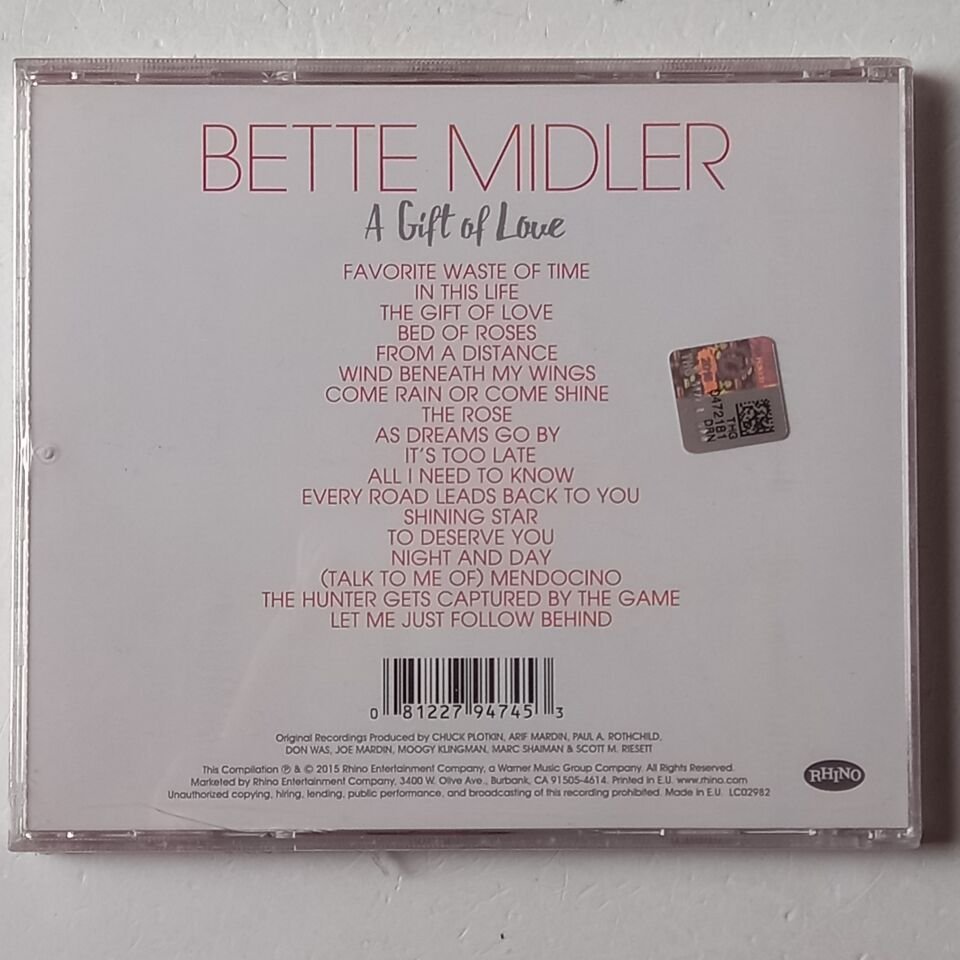 BETTE MIDLER
A Gift of Love
FAVORITE WASTE OF TIME
IN THIS LIFE
THE GIFT OF LOVE
BED OF ROSES
FROM A DISTANCE
WIND BENEATH MY WINGS
COME RAIN OR COME SHINE
THE ROSE
AS DREAMS GO BY
IT'S TOO LATE
ALL I NEED TO KNOW
EVERY ROAD LEADS BACK TO YOU
SHINING STAR
TO DESERVE YOU
NIGHT AND DAY
(TALK TO ME OF) MENDOCINO
THE HUNTER GETS CAPTURED BY THE GAME
LET ME JUST FOLLOW BEHIND
THG
0472181
DRN
0 81227 94745 3
Original Recordings Produced by CHUCK PLOTKIN, ARIF MARDIN, PAUL A. ROTHCHILD,
DON WAS, JOE MARDIN, MOOGY KLINGMAN, MARC SHAIMAN & SCOTT M. RIESETT
This Compilation ℗ & © 2015 Rhino Entertainment Company, a Warner Music Group Company. All Rights Reserved.
Marketed by Rhino Entertainment Company, 3400 W. Olive Ave., Burbank, CA 91505-4614. Printed in E.U. www.rhino.com
Unauthorized copying, hiring, lending, public performance, and broadcasting of this recording prohibited. Made in E.U. LC02982
RHINO